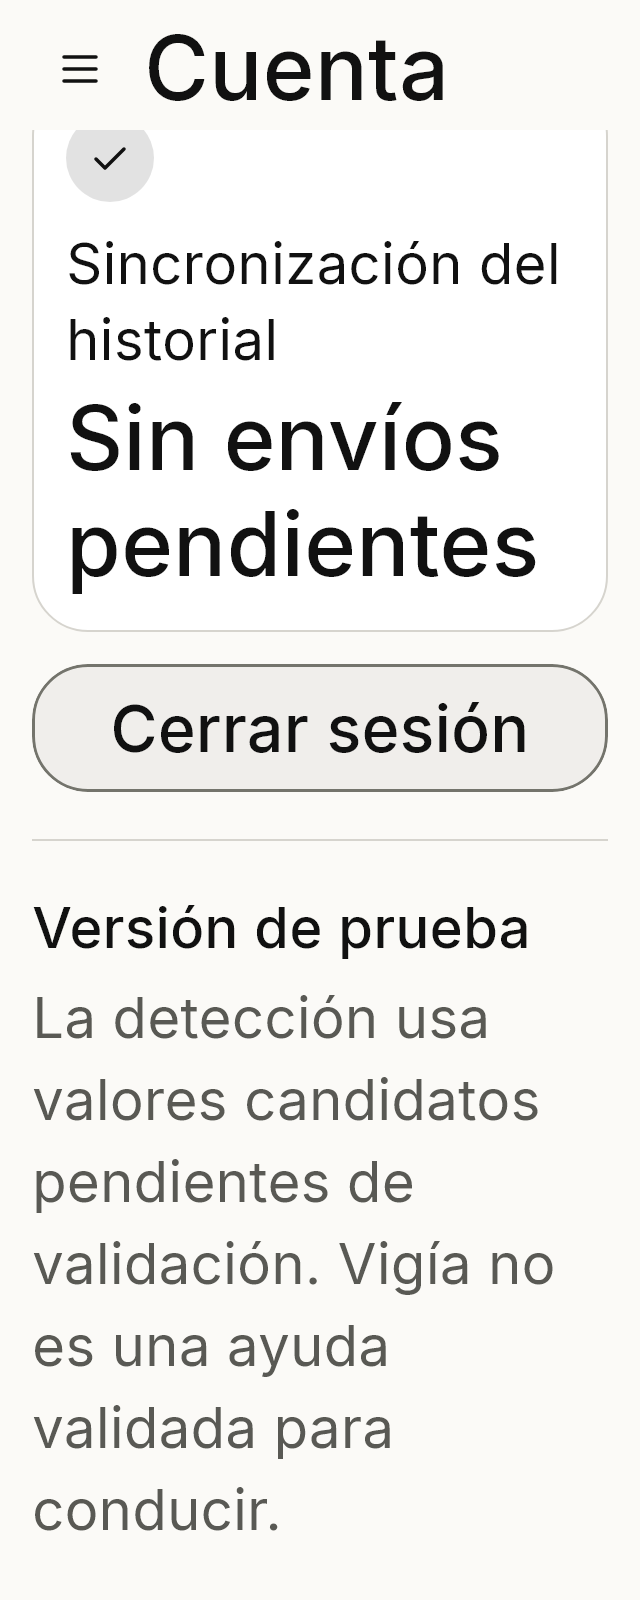 Cuenta
Sincronización del
historial
Sin envíos
pendientes
Cerrar sesión
Versión de prueba
La detección usa
valores candidatos
pendientes de
validación. Vigía no
es una ayuda
validada para
conducir.